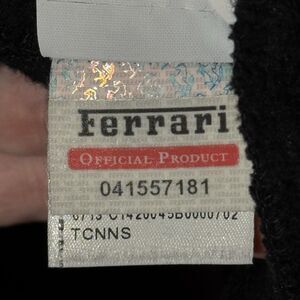 Ferrari
OFFICIAL PRODUCT
041557181
TCNNS